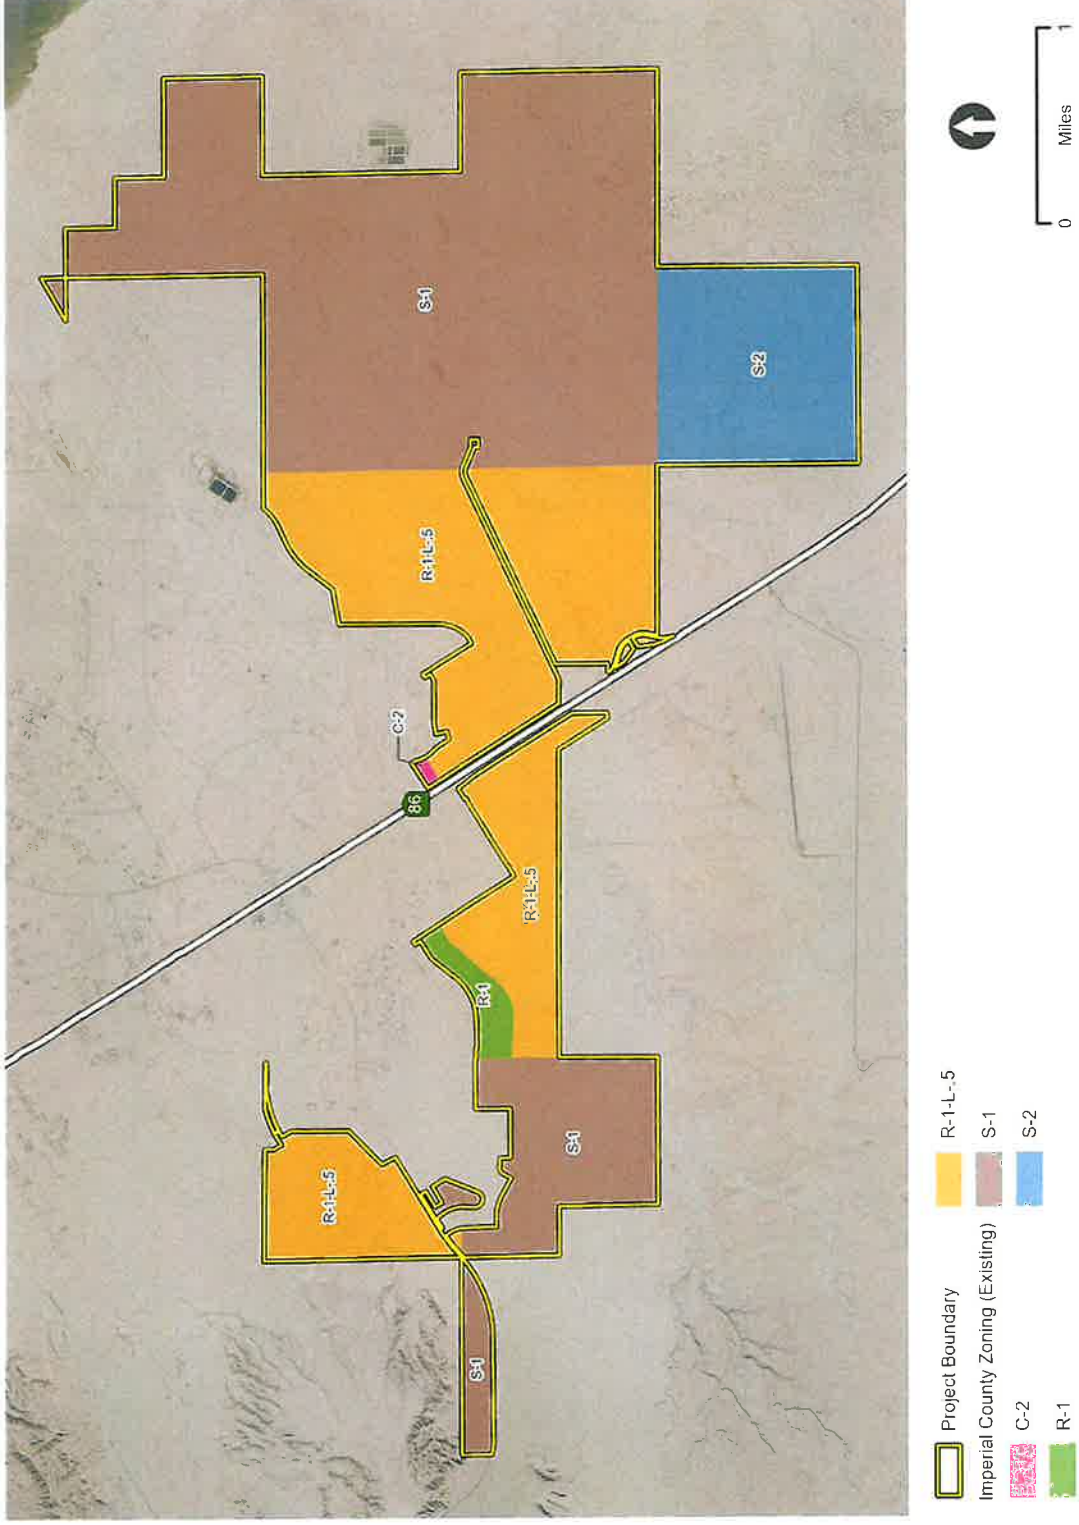 S-1
S-2
R-1-L-.5
C-2
86
R-1-L-.5
R-1
S-1
R-1-L-.5
S-1
Project Boundary
Imperial County Zoning (Existing)
C-2
R-1
R-1-L-.5
S-1
S-2
0
Miles
1